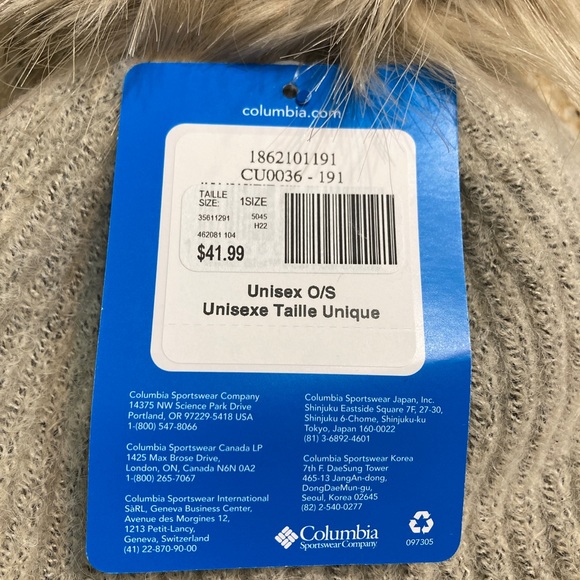 columbia.com
1862101191
CU0036 - 191
TAILLE
SIZE: 1SIZE
35611291 5045
H22
462081 104
$41.99
Unisex O/S
Unisexe Taille Unique
Columbia Sportswear Company
14375 NW Science Park Drive
Portland, OR 97229-5418 USA
1-(800) 547-8066
Columbia Sportswear Canada LP
1425 Max Brose Drive,
London, ON, Canada N6N 0A2
1-(800) 265-7067
Columbia Sportswear International
SàRL, Geneva Business Center,
Avenue des Morgines 12,
1213 Petit-Lancy,
Geneva, Switzerland
(41) 22-870-90-00
Columbia Sportswear Japan, Inc.
Shinjuku Eastside Square 7F, 27-30,
Shinjuku 6-Chome, Shinjuku-ku
Tokyo, Japan 160-0022
(81) 3-6892-4601
Columbia Sportswear Korea
7th F. DaeSung Tower
465-13 JangAn-dong,
DongDaeMun-gu,
Seoul, Korea 02645
(82) 2-540-0277
Columbia
Sportswear Company
097305